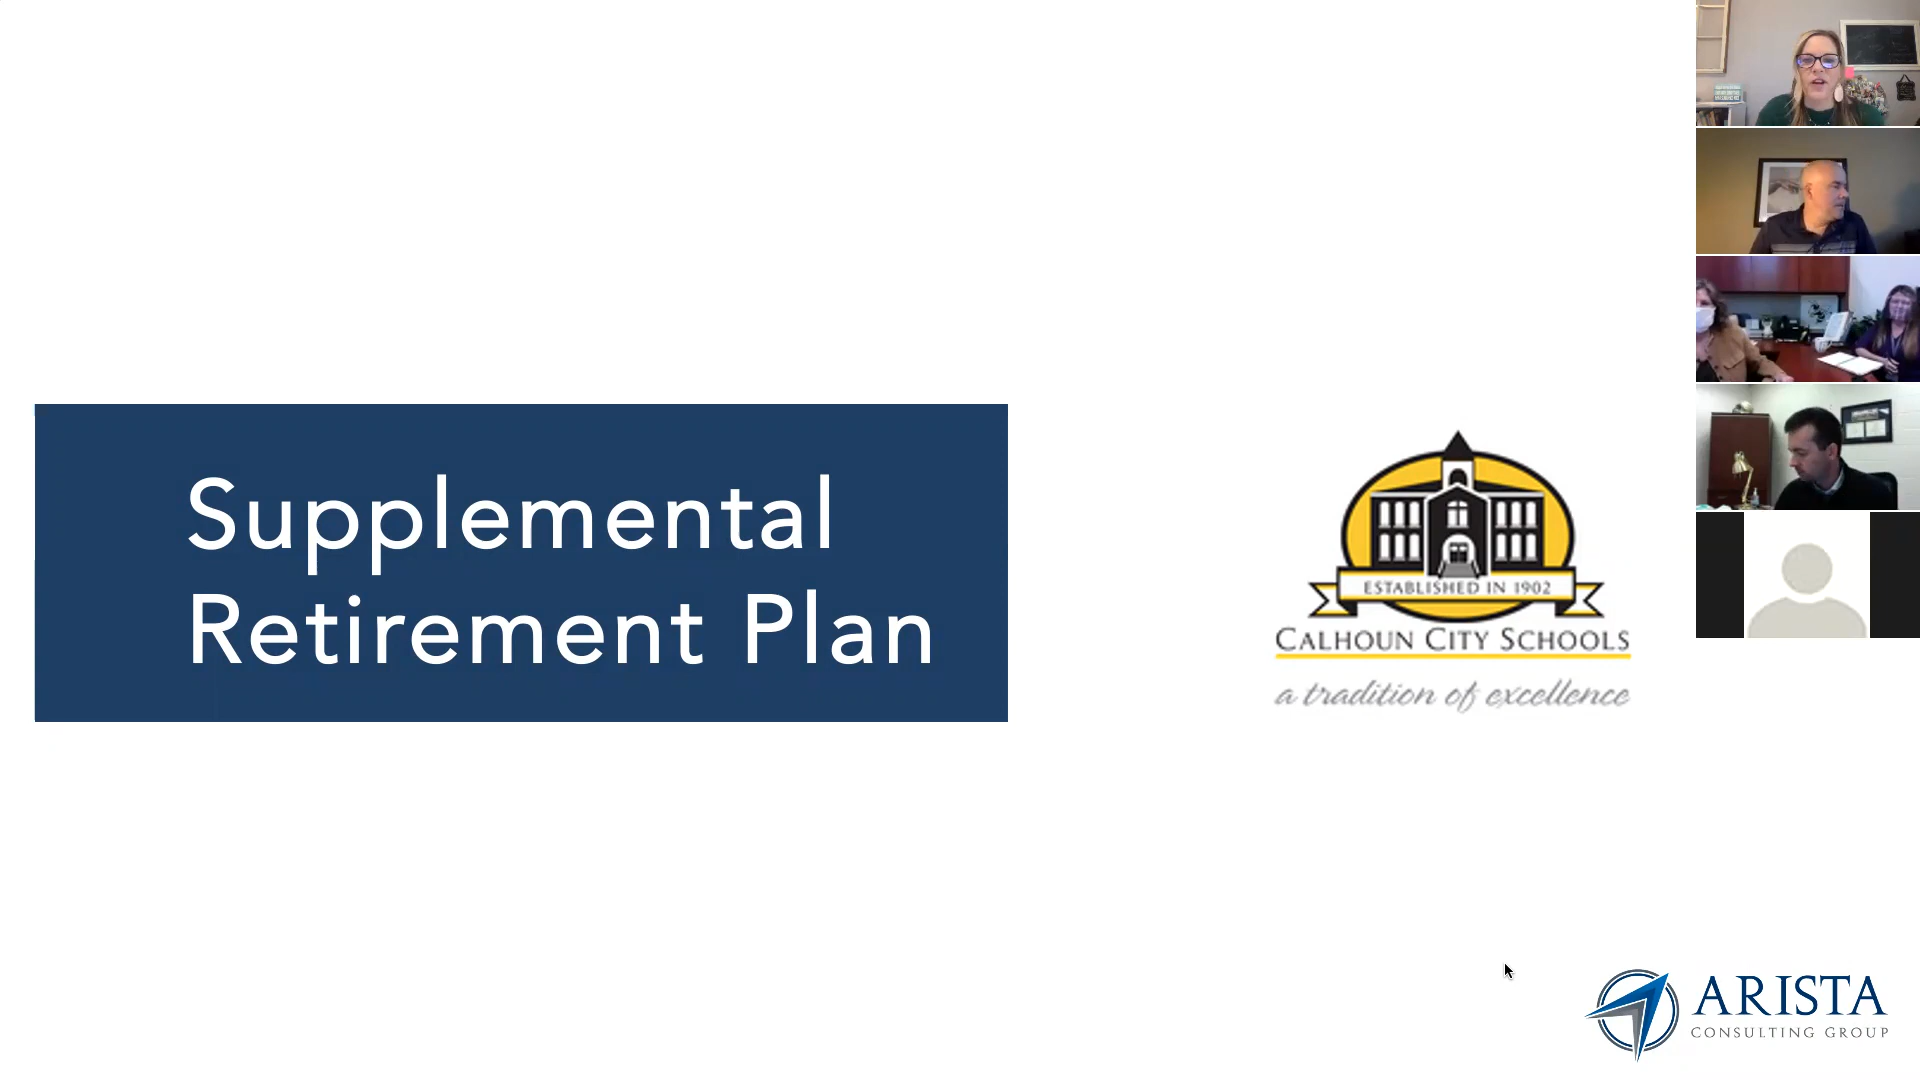 Supplemental
Retirement Plan
ESTABLISHED IN 1902
CALHOUN CITY SCHOOLS
a tradition of excellence
ARISTA
CONSULTING GROUP